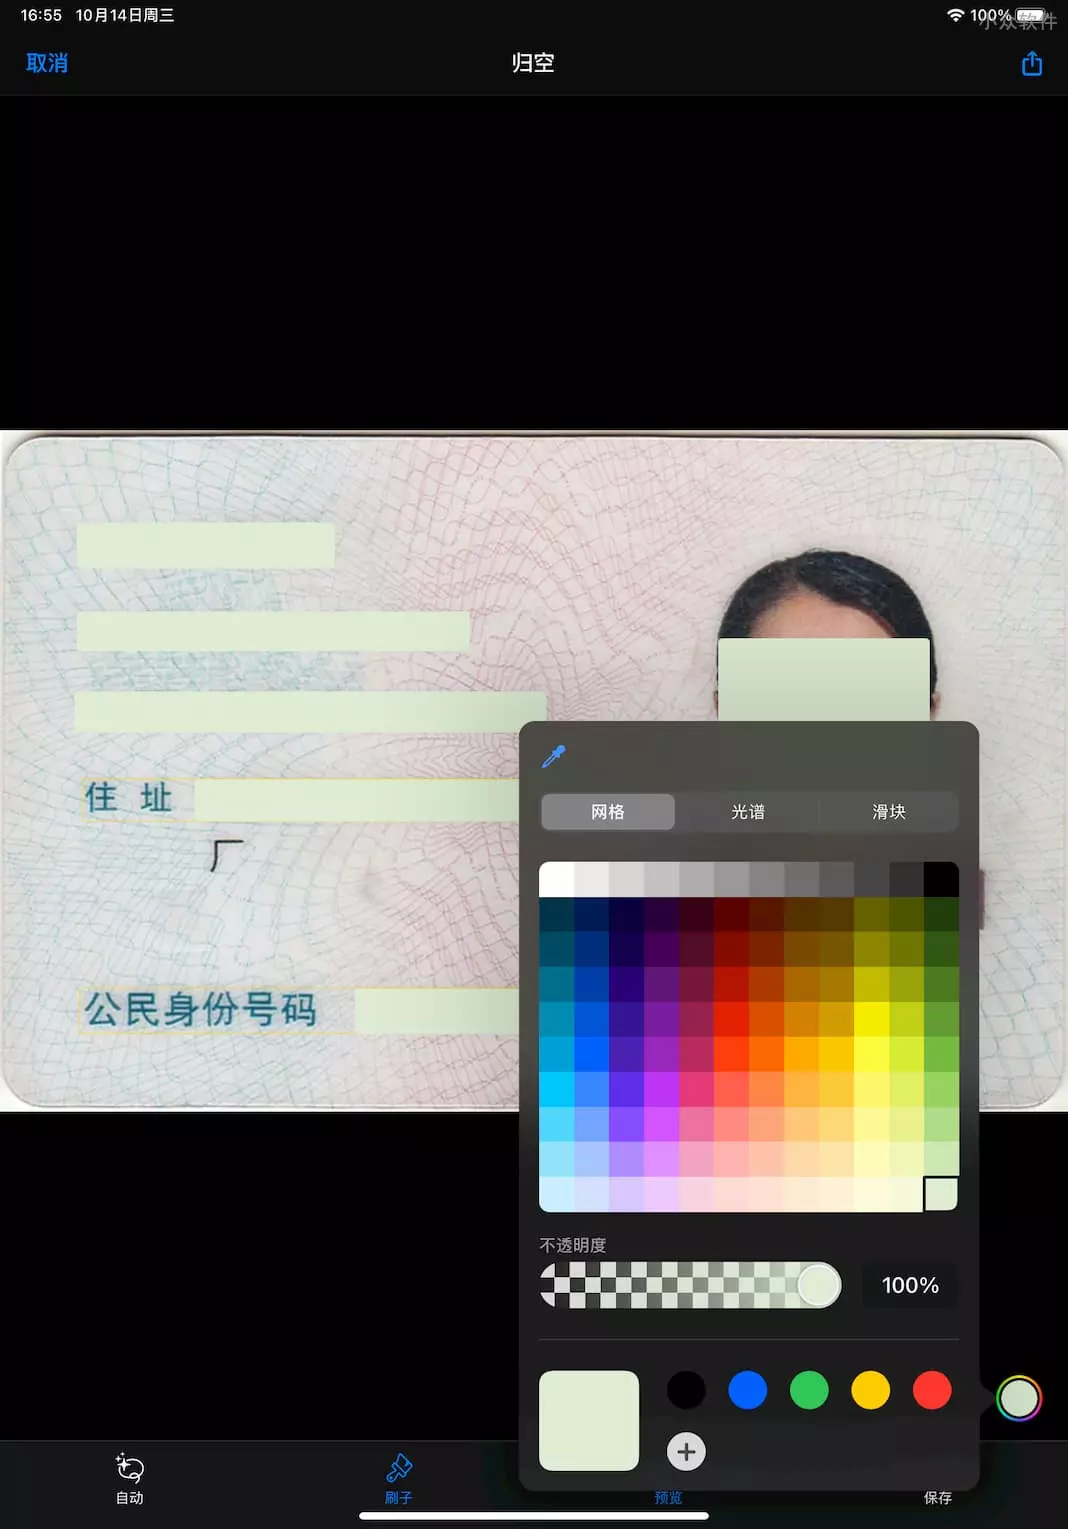 16:55 10月14日周三
100%
小众软件
取消
归空
住 址
公民身份号码
网格
光谱
滑块
不透明度
100%
自动
刷子
预览
保存